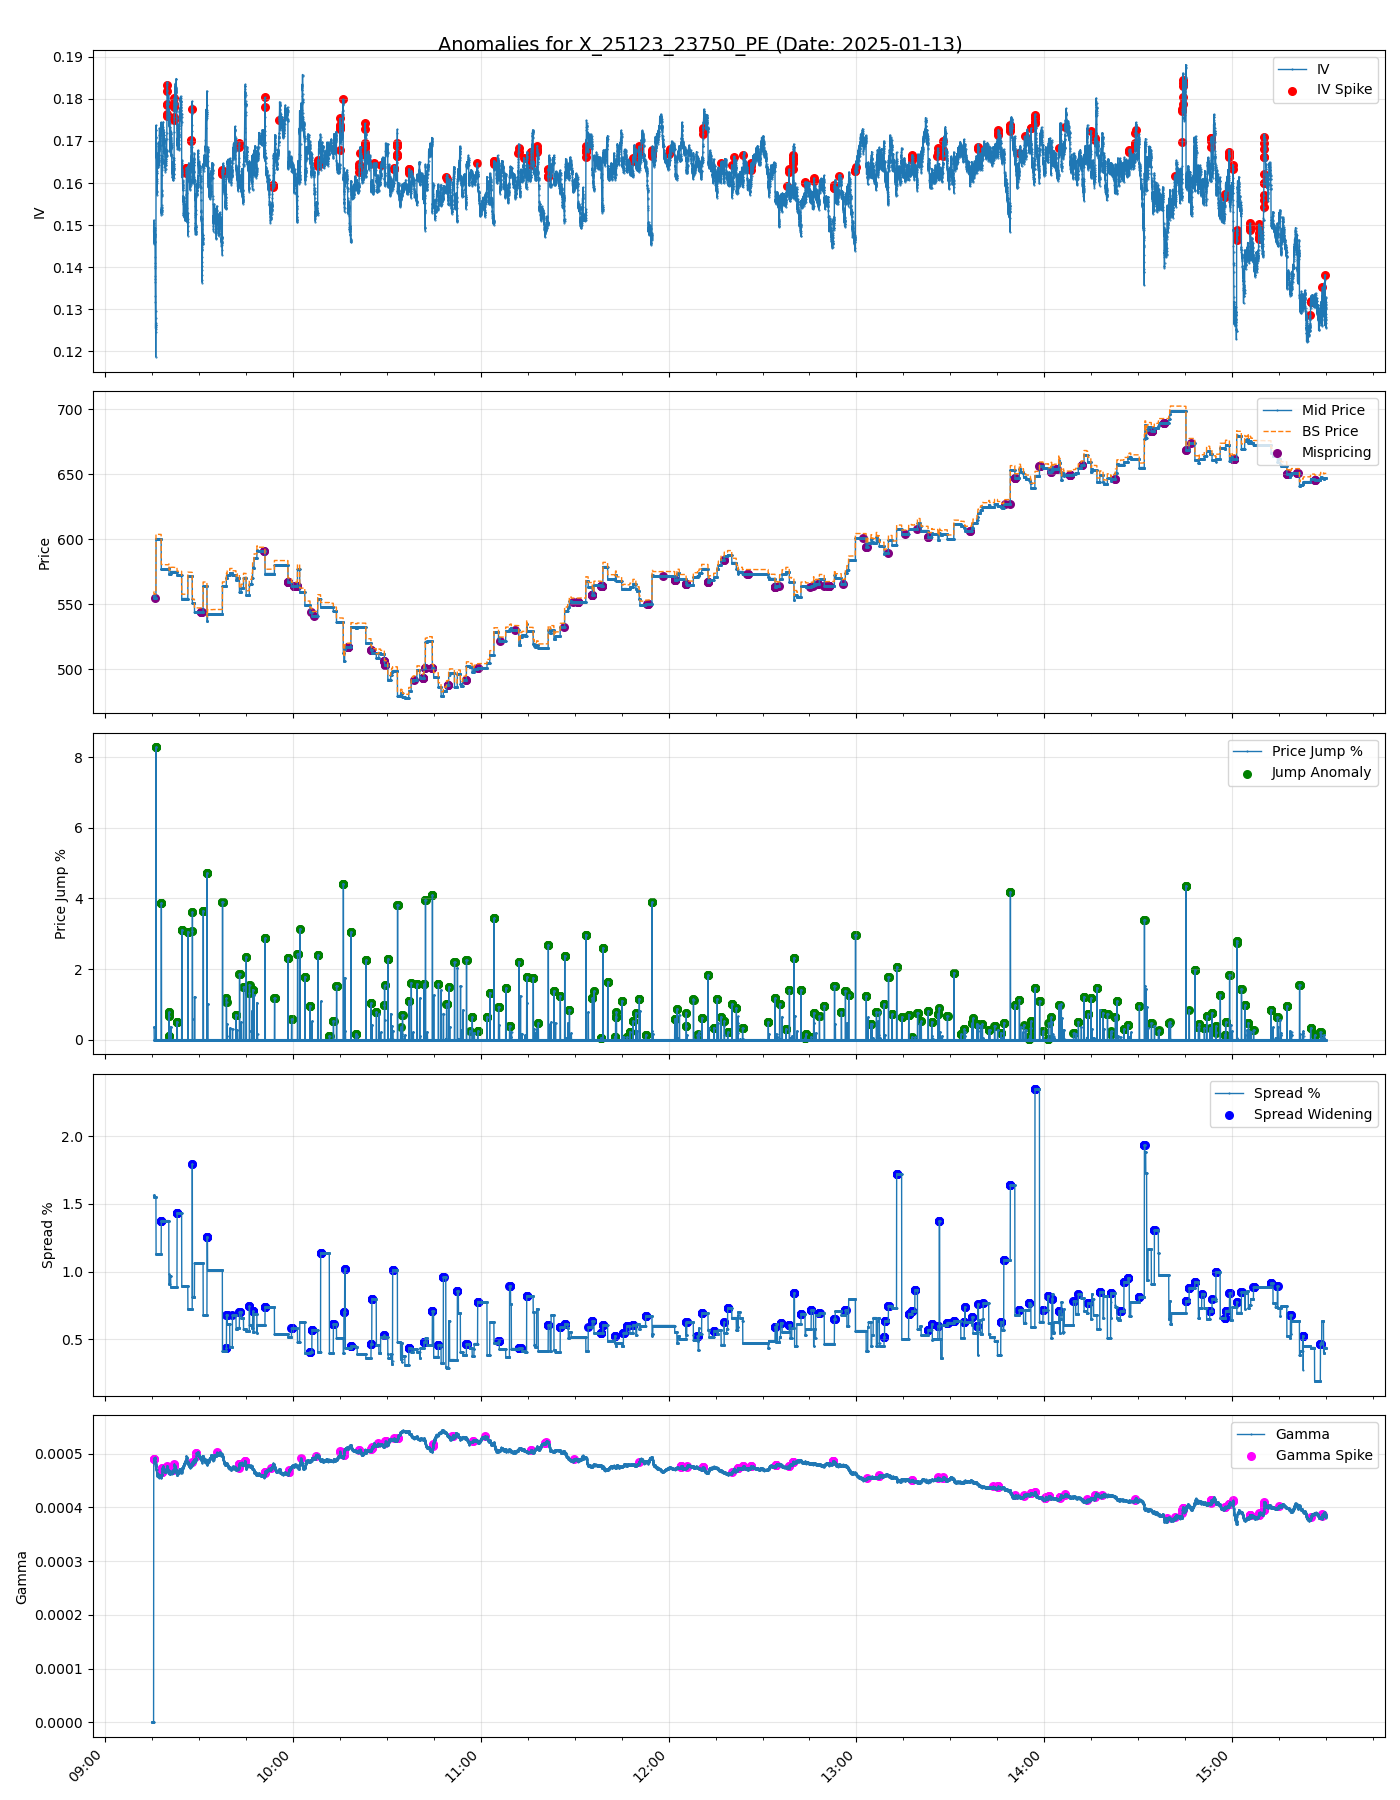 Anomalies for X_25123_23750_PE (Date: 2025-01-13)
IV
0.19
0.18
0.17
0.16
0.15
0.14
0.13
0.12
IV
IV Spike
Price
700
650
600
550
500
Mid Price
BS Price
Mispricing
Price Jump %
8
6
4
2
0
Price Jump %
Jump Anomaly
Spread %
2.0
1.5
1.0
0.5
Spread %
Spread Widening
Gamma
0.0005
0.0004
0.0003
0.0002
0.0001
0.0000
Gamma
Gamma Spike
09:00
10:00
11:00
12:00
13:00
14:00
15:00